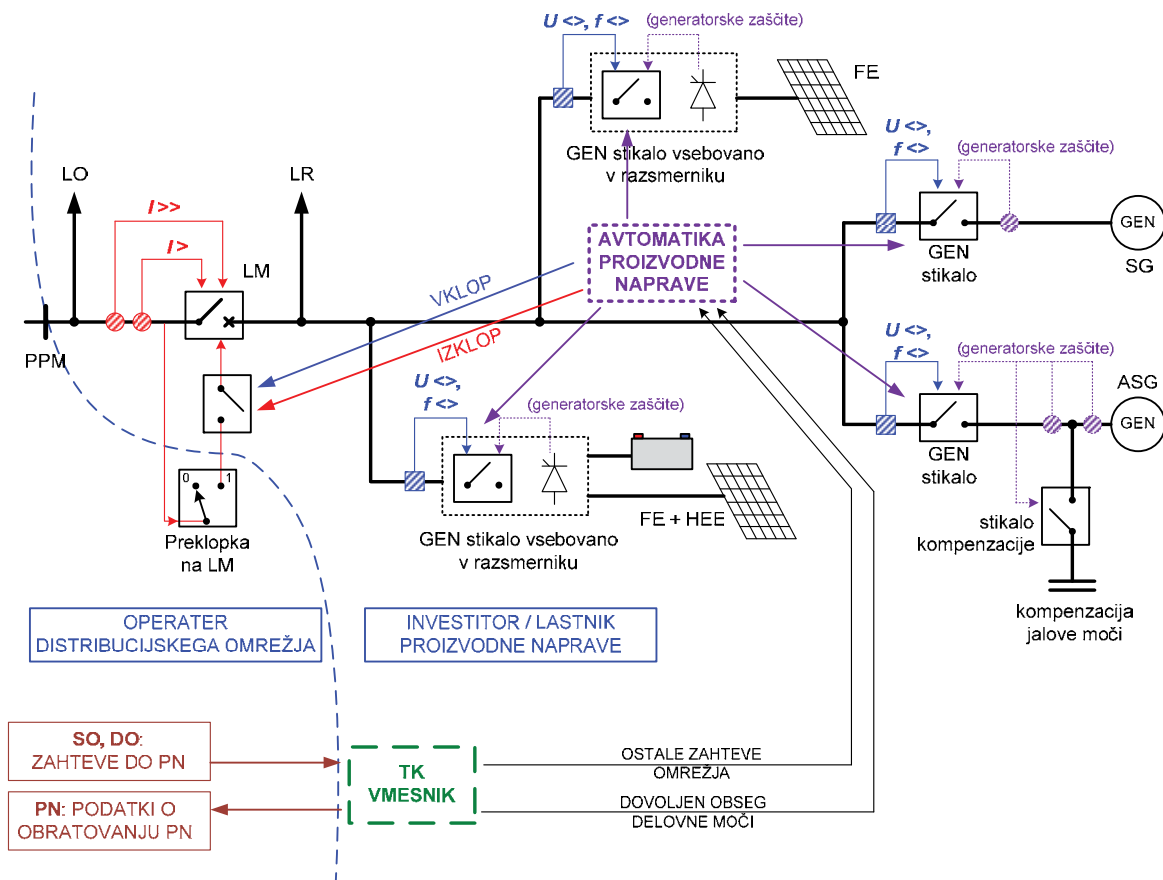 U <>, f <>
(generatorske zaščite)
FE
GEN stikalo vsebovano
v razsmerniku
U <>,
f <>
(generatorske zaščite)
GEN
GEN
stikalo
SG
LO
LR
I >>
I >
LM
AVTOMATIKA
PROIZVODNE
NAPRAVE
VKLOP
IZKLOP
PPM
U <>,
f <>
(generatorske zaščite)
ASG
GEN
GEN
stikalo
U <>,
f <>
(generatorske zaščite)
0
1
Preklopka
na LM
FE + HEE
GEN stikalo vsebovano
v razsmerniku
stikalo
kompenzacije
kompenzacija
jalove moči
OPERATER
DISTRIBUCIJSKEGA OMREŽJA
INVESTITOR / LASTNIK
PROIZVODNE NAPRAVE
SO, DO:
ZAHTEVE DO PN
PN: PODATKI O
OBRATOVANJU PN
TK
VMESNIK
OSTALE ZAHTEVE
OMREŽJA
DOVOLJEN OBSEG
DELOVNE MOČI